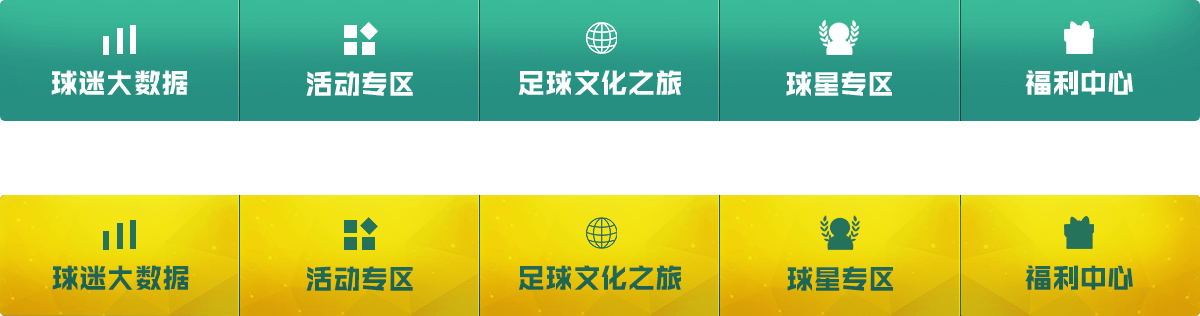 球迷大数据
活动专区
足球文化之旅
球星专区
福利中心
球迷大数据
活动专区
足球文化之旅
球星专区
福利中心